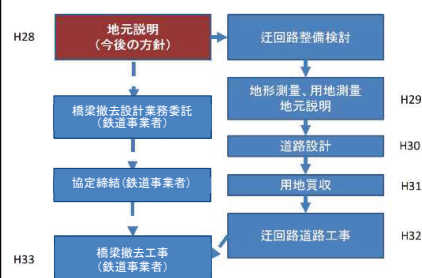 H28
地元説明
(今後の方針)
迂回路整備検討
橋梁撤去設計業務委託
(鉄道事業者)
地形測量、用地測量
地元説明
H29
道路設計
H30
協定締結(鉄道事業者)
用地買収
H31
迂回路道路工事
H32
H33
橋梁撤去工事
(鉄道事業者)